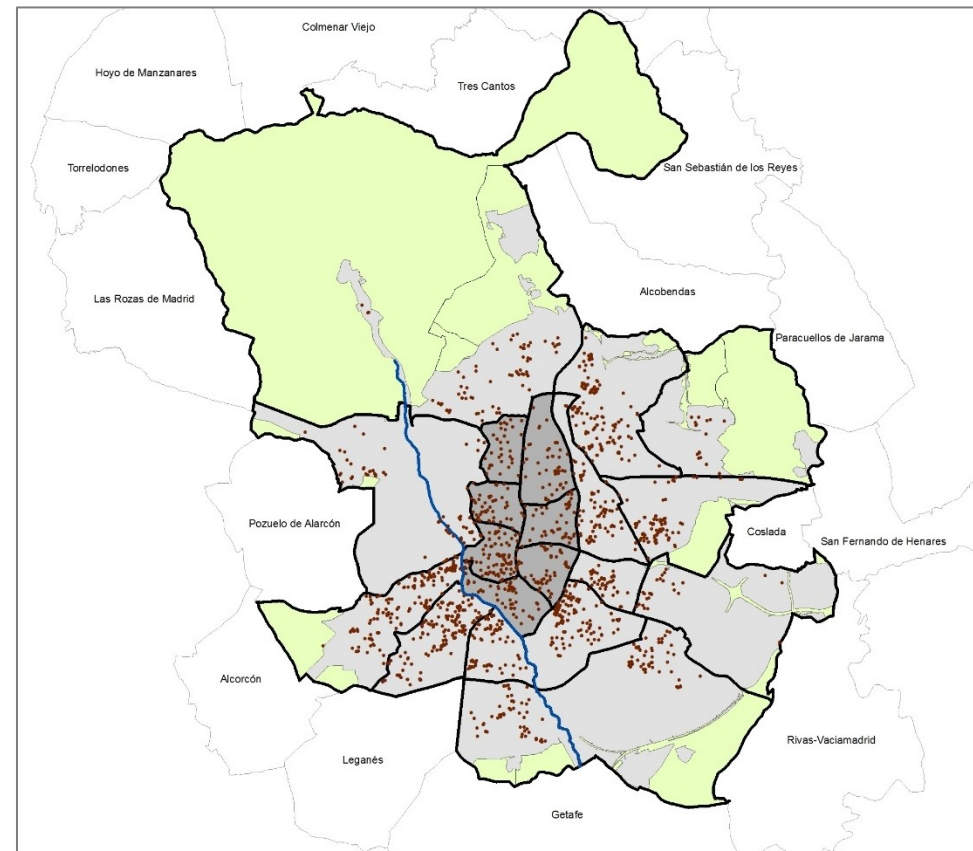 Colmenar Viejo
Hoyo de Manzanares
Tres Cantos
Torrelodones
San Sebastián de los Reyes
Las Rozas de Madrid
Alcobendas
Paracuellos de Jarama
Pozuelo de Alarcón
Coslada
San Fernando de Henares
Alcorcón
Rivas-Vaciamadrid
Leganés
Getafe